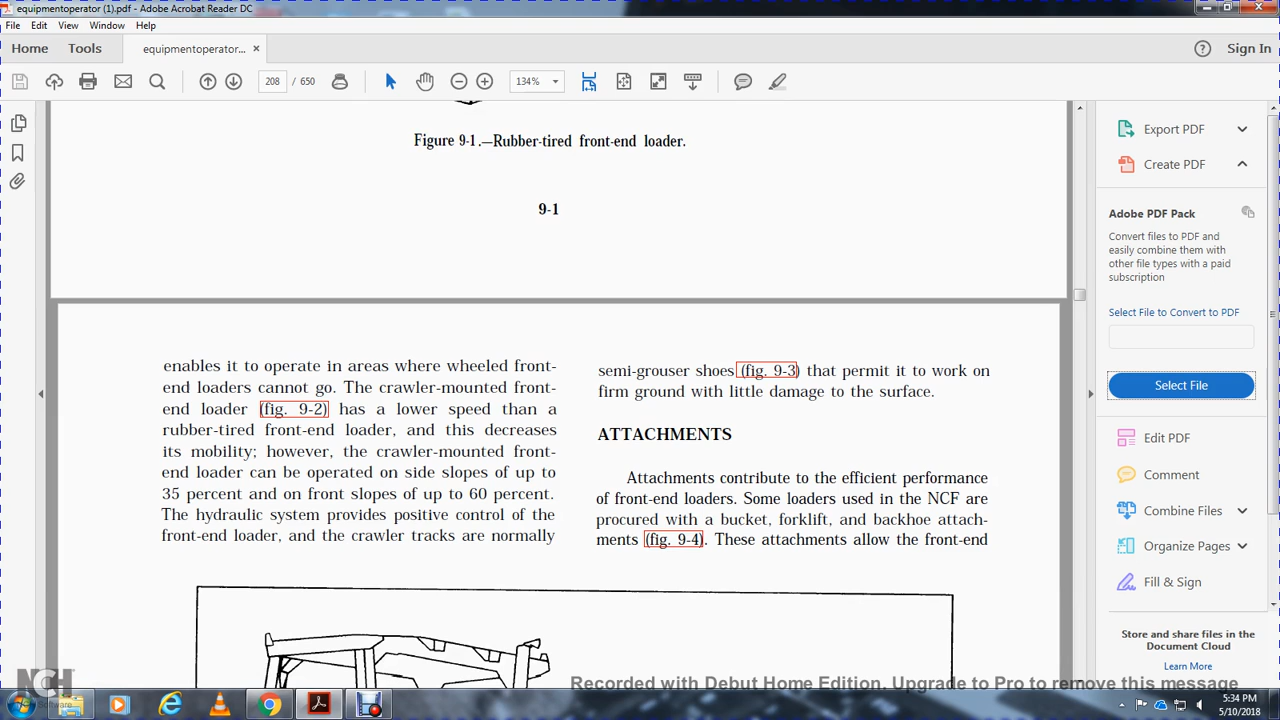 equipmentoperator (1).pdf - Adobe Acrobat Reader DC
File Edit View Window Help
Home Tools equipmentoperator... × Sign In
208 / 650 134%
Figure 9-1.—Rubber-tired front-end loader.
9-1
enables it to operate in areas where wheeled front-
end loaders cannot go. The crawler-mounted front-
end loader (fig. 9-2) has a lower speed than a
rubber-tired front-end loader, and this decreases
its mobility; however, the crawler-mounted front-
end loader can be operated on side slopes of up to
35 percent and on front slopes of up to 60 percent.
The hydraulic system provides positive control of the
front-end loader, and the crawler tracks are normally
semi-grouser shoes (fig. 9-3) that permit it to work on
firm ground with little damage to the surface.
ATTACHMENTS
Attachments contribute to the efficient performance
of front-end loaders. Some loaders used in the NCF are
procured with a bucket, forklift, and backhoe attach-
ments (fig. 9-4). These attachments allow the front-end
Export PDF
Create PDF
Adobe PDF Pack
Convert files to PDF and
easily combine them with
other file types with a paid
subscription
Select File to Convert to PDF
Select File
Edit PDF
Comment
Combine Files
Organize Pages
Fill & Sign
Store and share files in the
Document Cloud
Learn More
NCH
Software
Recorded with Debut Home Edition. Upgrade to Pro to remove this message
5:34 PM
5/10/2018